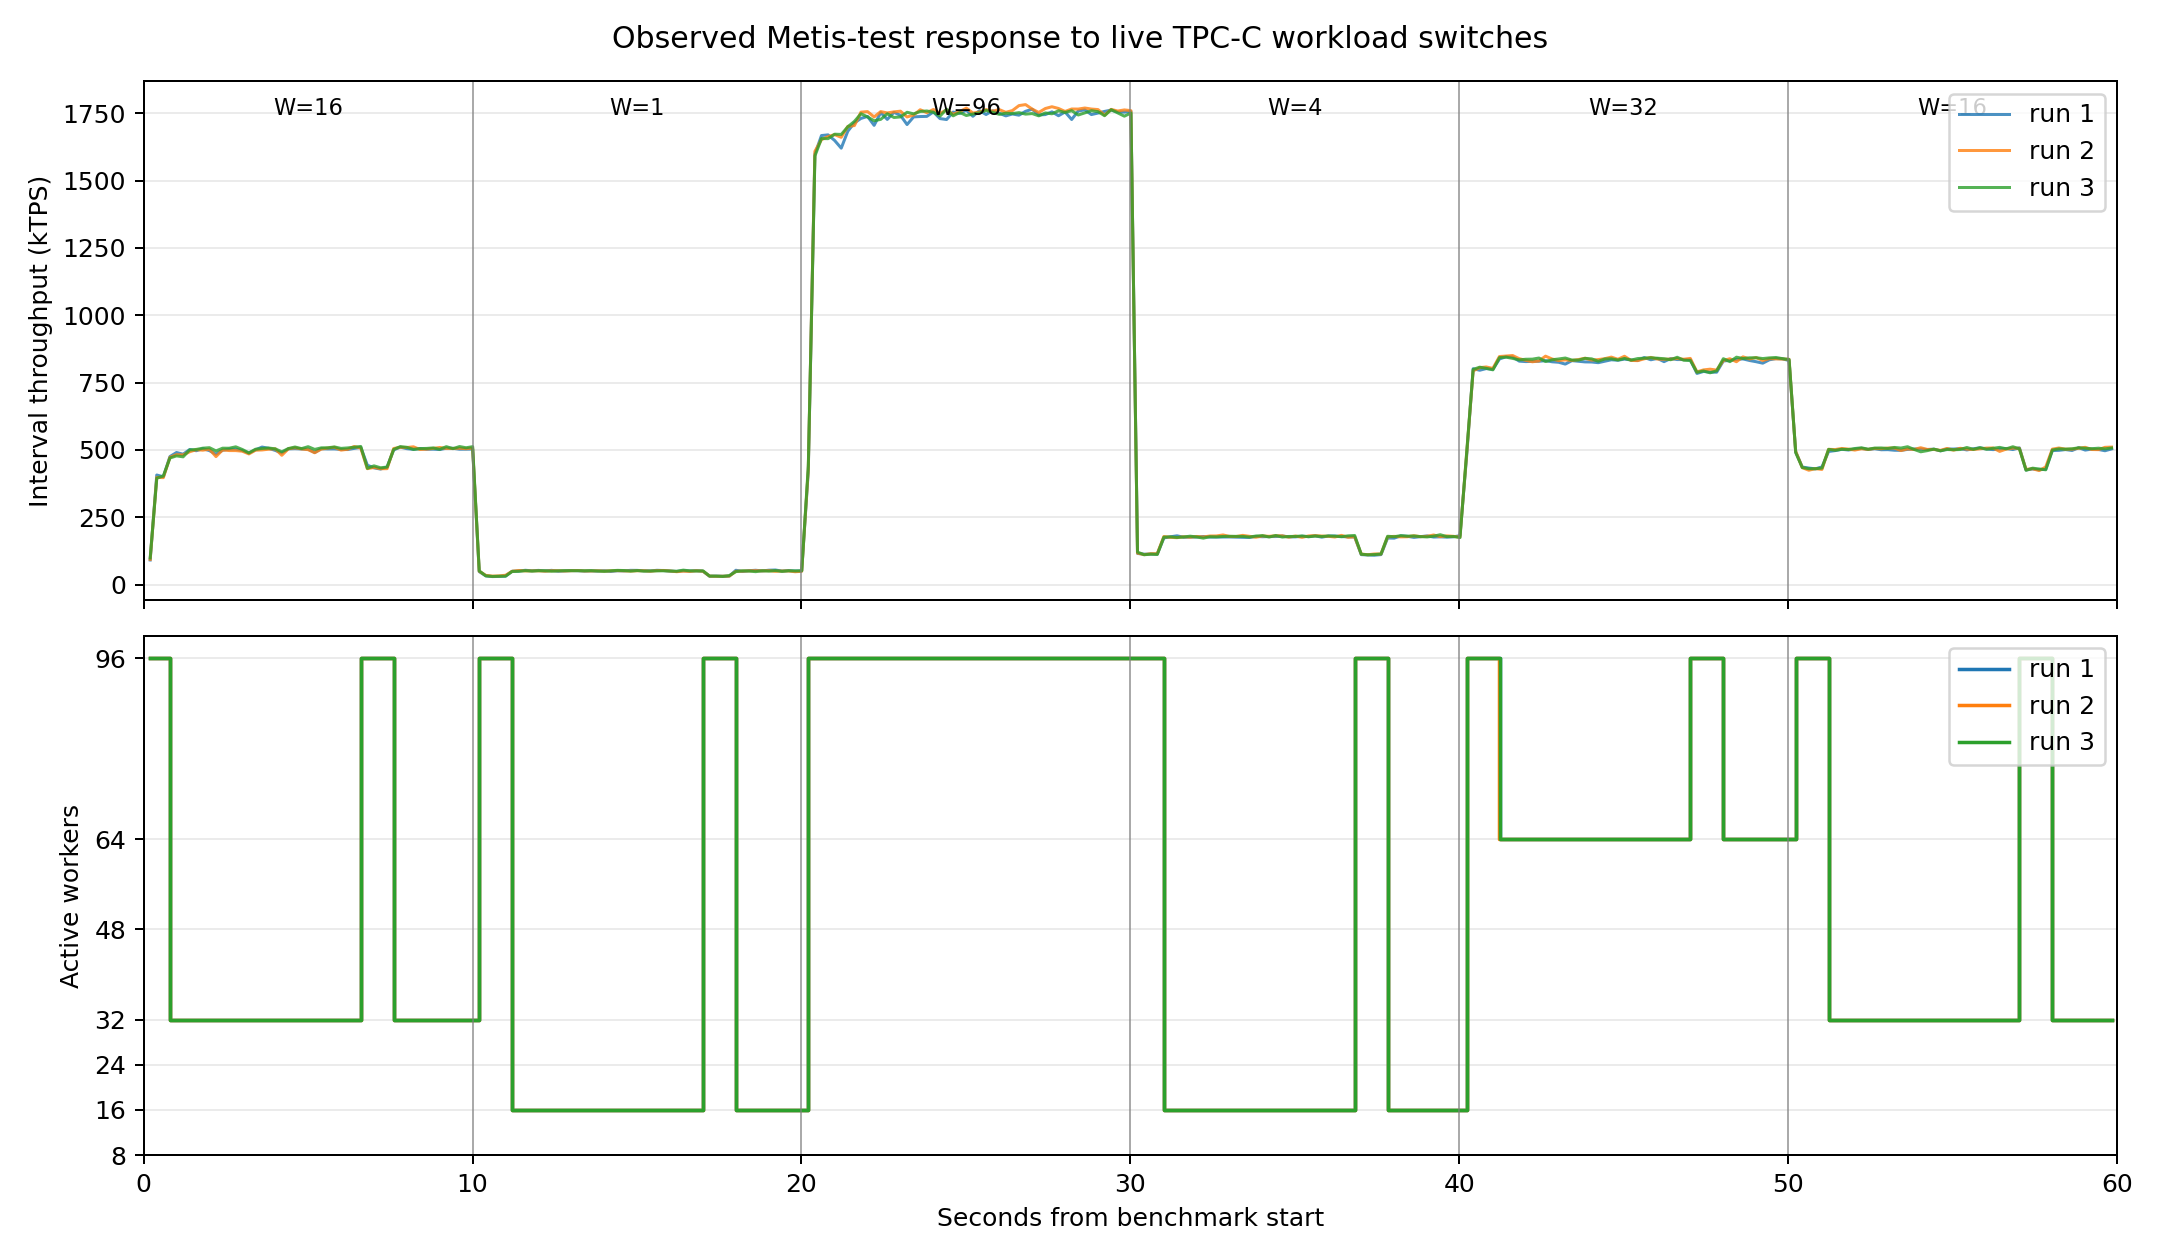 Observed Metis-test response to live TPC-C workload switches
W=16 W=1 W=96 W=4 W=32 W=16
run 1
run 2
run 3
Interval throughput (kTPS)
1750
1500
1250
1000
750
500
250
0
run 1
run 2
run 3
Active workers
96
64
48
32
24
16
8
0 10 20 30 40 50 60
Seconds from benchmark start